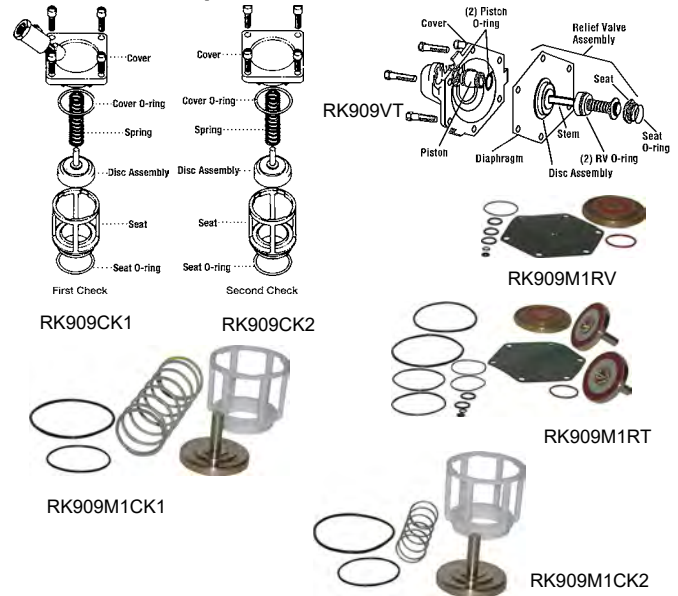 Cover
Cover O-ring
Spring
Disc Assembly
Seat
Seat O-ring
First Check
RK909CK1
Cover
Cover O-ring
Spring
Disc Assembly
Seat
Seat O-ring
Second Check
RK909CK2
(2) Piston
O-ring
Cover
Relief Valve
Assembly
Seat
RK909VT
Stem
Seat
O-ring
Piston
(2) RV O-ring
Diaphragm
Disc Assembly
RK909M1RV
RK909M1RT
RK909M1CK1
RK909M1CK2